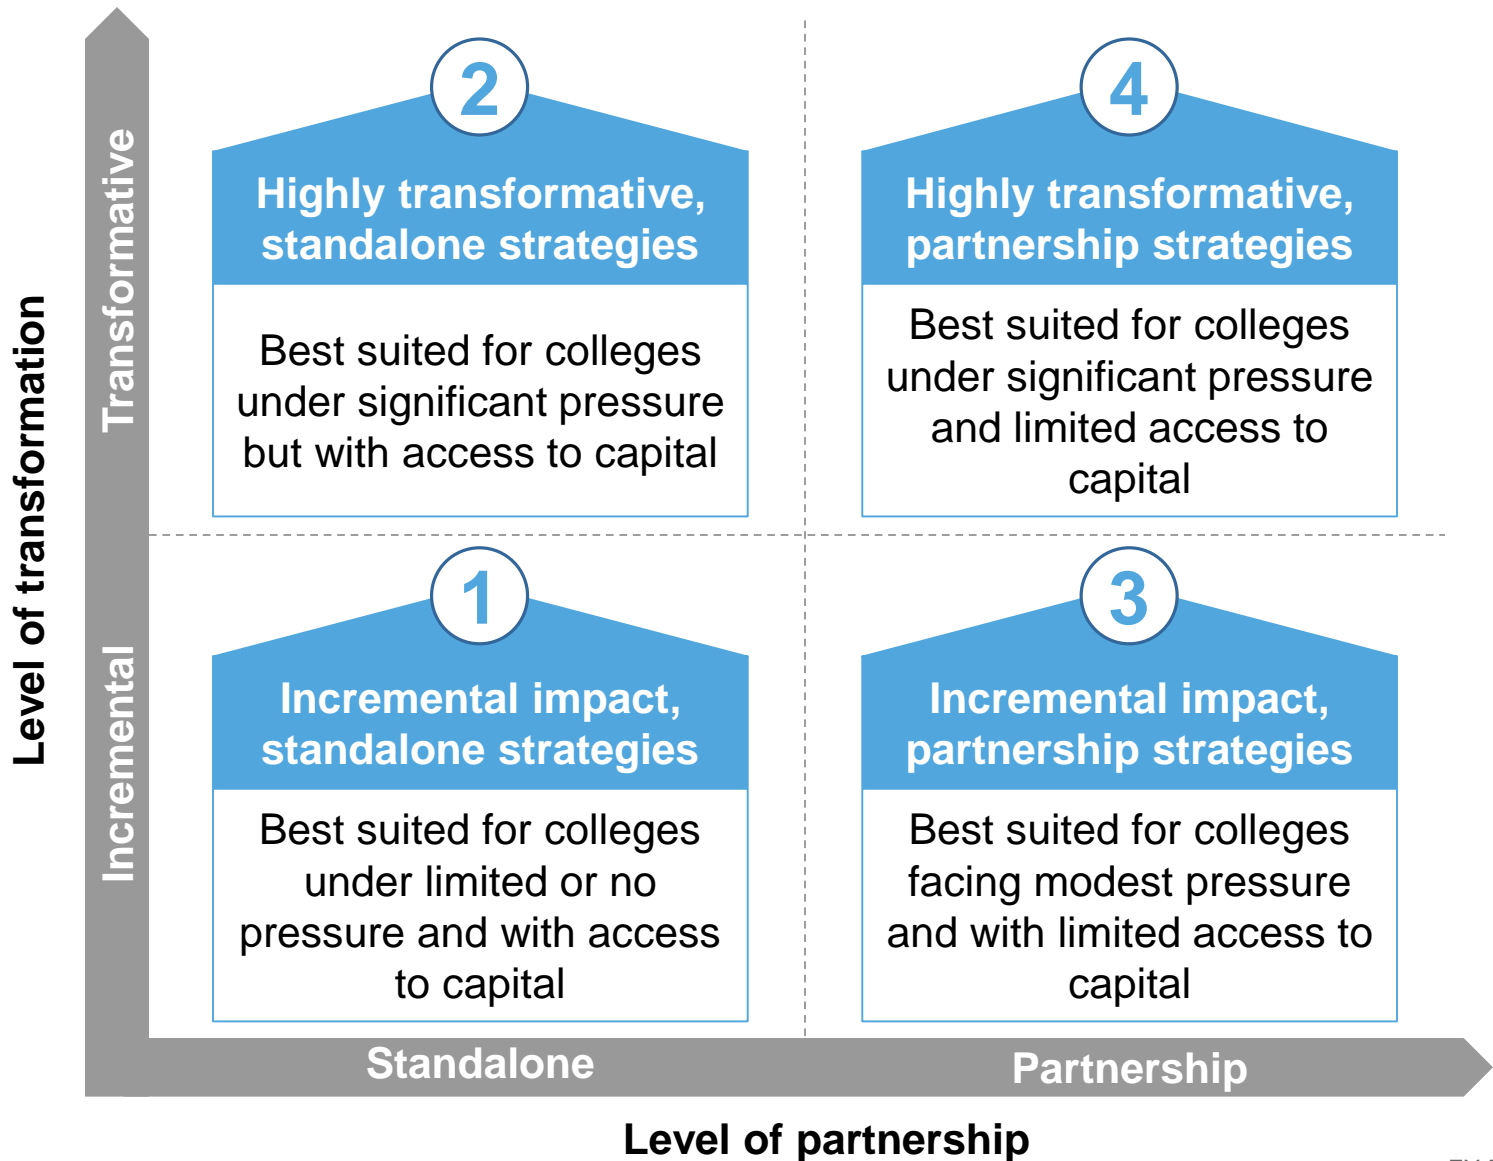 Level of transformation
Transformative
Incremental
2
Highly transformative,
standalone strategies
Best suited for colleges
under significant pressure
but with access to capital
4
Highly transformative,
partnership strategies
Best suited for colleges
under significant pressure
and limited access to
capital
1
Incremental impact,
standalone strategies
Best suited for colleges
under limited or no
pressure and with access
to capital
3
Incremental impact,
partnership strategies
Best suited for colleges
facing modest pressure
and with limited access to
capital
Standalone
Partnership
Level of partnership